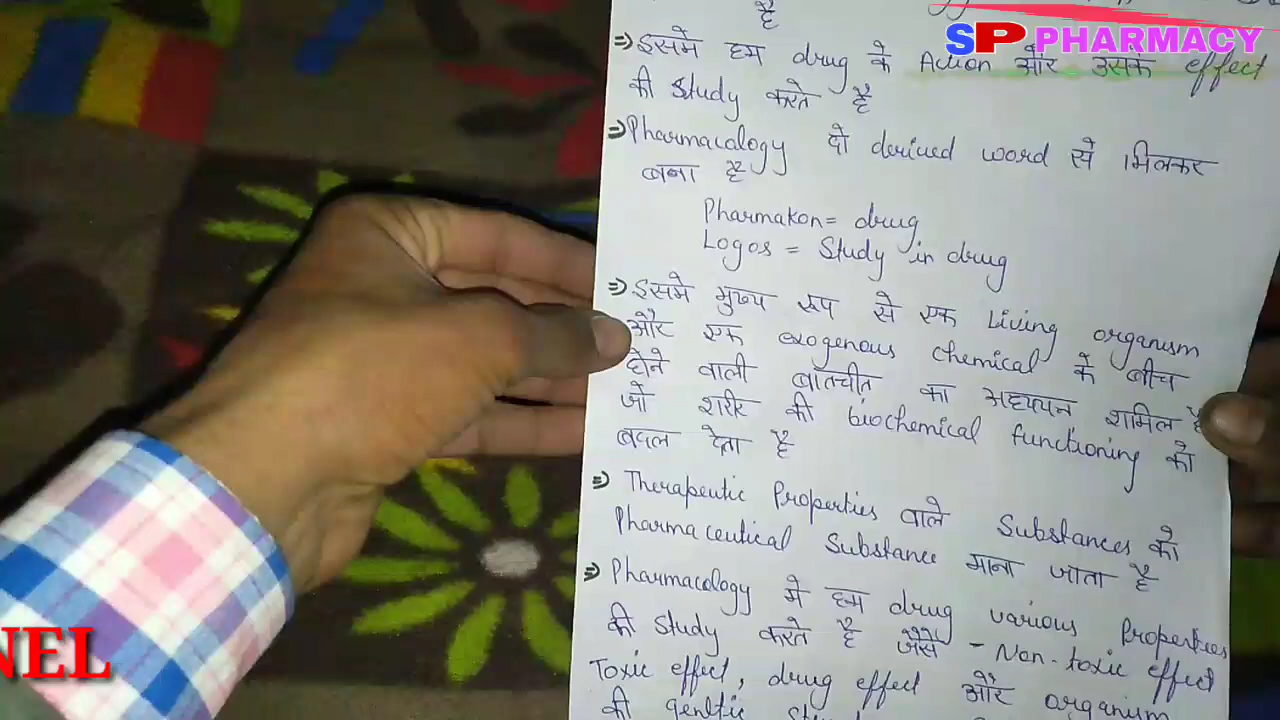 है
SP PHARMACY
⇒ इसमे हम drug के Action और उसके effect
की study करते है
⇒ Pharmacology दो derived word से मिलकर
बना है
Pharmakon = drug
Logos = Study in drug
⇒ इसमे मुख्य रूप से एक Living organism
और एक exogenous chemical के बीच
होने वाली बातचीत का अध्ययन शामिल है
जो शरीर की biochemical functioning को
बदल देता है
⇒ Therapeutic Properties वाले Substances को
Pharmaceutical Substance माना जाता है
⇒ Pharmacology मे हम drug various Properties
की study करते है जैसे - Non-toxic effect
Toxic effect, drug effect और organism
की genetic
NEL